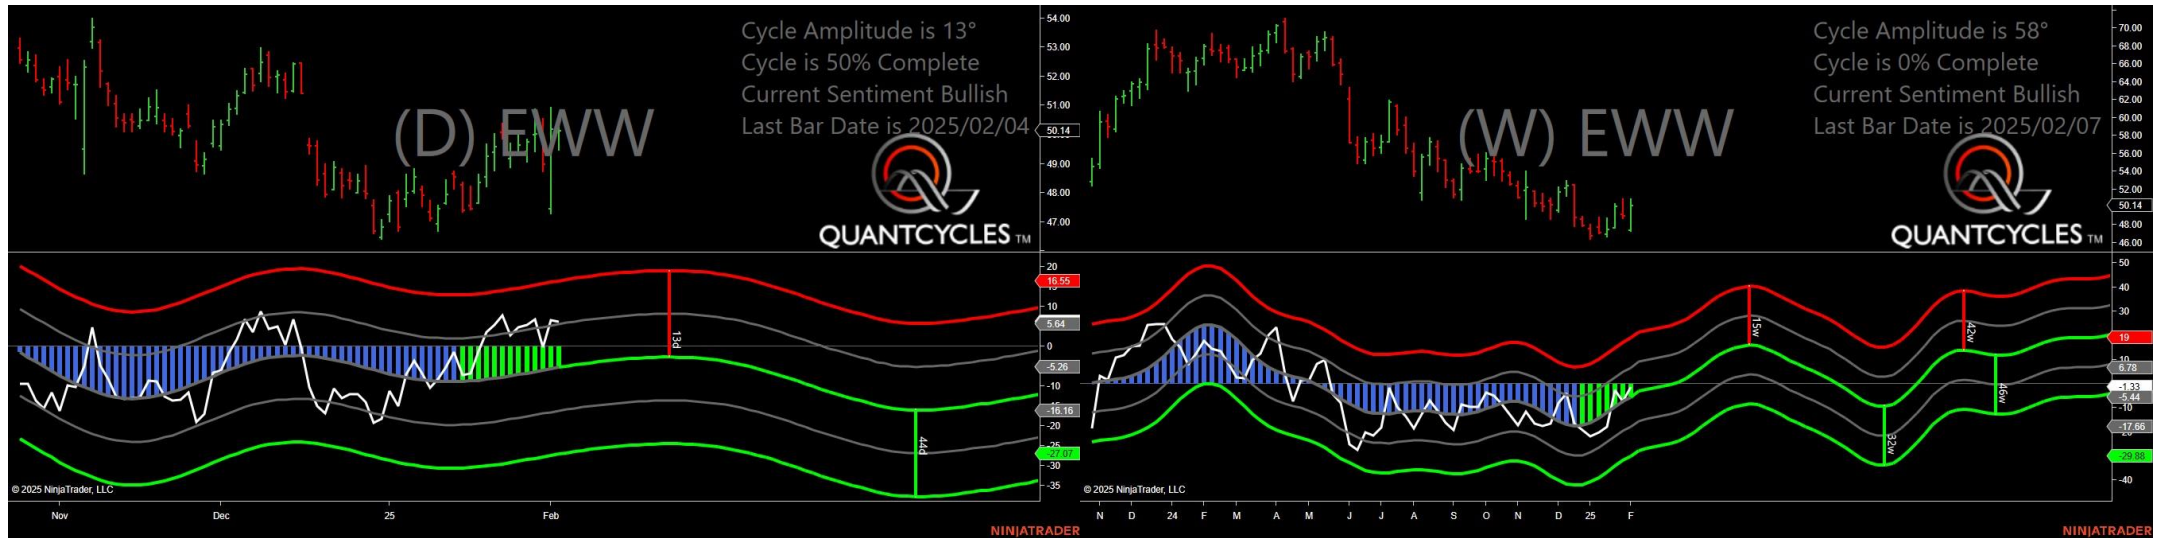 Cycle Amplitude is 13°
Cycle is 50% Complete
Current Sentiment Bullish
Last Bar Date is 2025/02/04
(D) EWW
QUANTCYCLES TM
54.00
53.00
52.00
51.00
50.14
49.00
48.00
47.00
20
16.55
10
5.64
0
-5.26
-10
-16.16
-20
-25
-27.07
-30
-35
13d
44d
© 2025 NinjaTrader, LLC
Nov Dec 25 Feb
NINJATRADER
Cycle Amplitude is 58°
Cycle is 0% Complete
Current Sentiment Bullish
Last Bar Date is 2025/02/07
(W) EWW
QUANTCYCLES TM
70.00
68.00
66.00
64.00
62.00
60.00
58.00
56.00
54.00
52.00
50.14
48.00
46.00
50
40
30
19
10
6.78
-1.33
-5.44
-10
-17.66
-29.88
-40
15w
32w
42w
46w
© 2025 NinjaTrader, LLC
N D 24 F M A M J J A S O N D 25 F
NINJATRADER